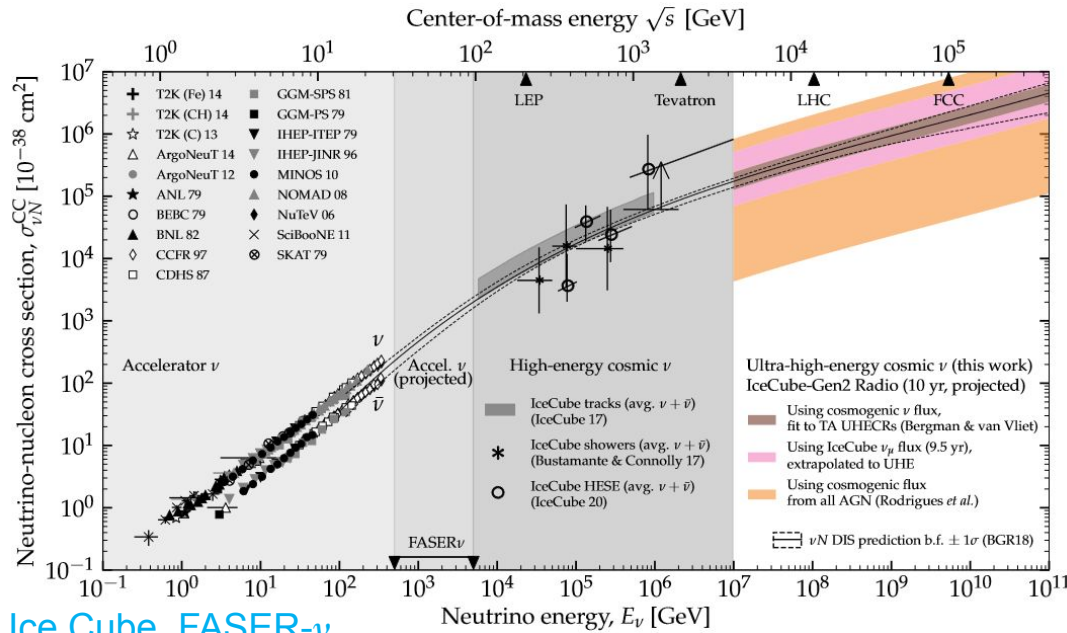 Center-of-mass energy √s [GeV]
10⁰ 10¹ 10² 10³ 10⁴ 10⁵
Neutrino-nucleon cross section, σ_νN^CC [10⁻³⁸ cm²]
10⁷
10⁶
10⁵
10⁴
10³
10²
10¹
10⁰
10⁻¹
LEP Tevatron LHC FCC
T2K (Fe) 14
T2K (CH) 14
T2K (C) 13
ArgoNeuT 14
ArgoNeuT 12
ANL 79
BEBC 79
BNL 82
CCFR 97
CDHS 87
GGM-SPS 81
GGM-PS 79
IHEP-ITEP 79
IHEP-JINR 96
MINOS 10
NOMAD 08
NuTeV 06
SciBooNE 11
SKAT 79
ν
ν̄
Accelerator ν
Accel. ν
(projected)
FASERν
High-energy cosmic ν
IceCube tracks (avg. ν + ν̄)
(IceCube 17)
IceCube showers (avg. ν + ν̄)
(Bustamante & Connolly 17)
IceCube HESE (avg. ν + ν̄)
(IceCube 20)
Ultra-high-energy cosmic ν (this work)
IceCube-Gen2 Radio (10 yr, projected)
Using cosmogenic ν flux,
fit to TA UHECRs (Bergman & van Vliet)
Using IceCube ν_μ flux (9.5 yr),
extrapolated to UHE
Using cosmogenic flux
from all AGN (Rodrigues et al.)
νN DIS prediction b.f. ± 1σ (BGR18)
10⁻¹ 10⁰ 10¹ 10² 10³ 10⁴ 10⁵ 10⁶ 10⁷ 10⁸ 10⁹ 10¹⁰ 10¹¹
Neutrino energy, E_ν [GeV]
Ice Cube, FASER-ν